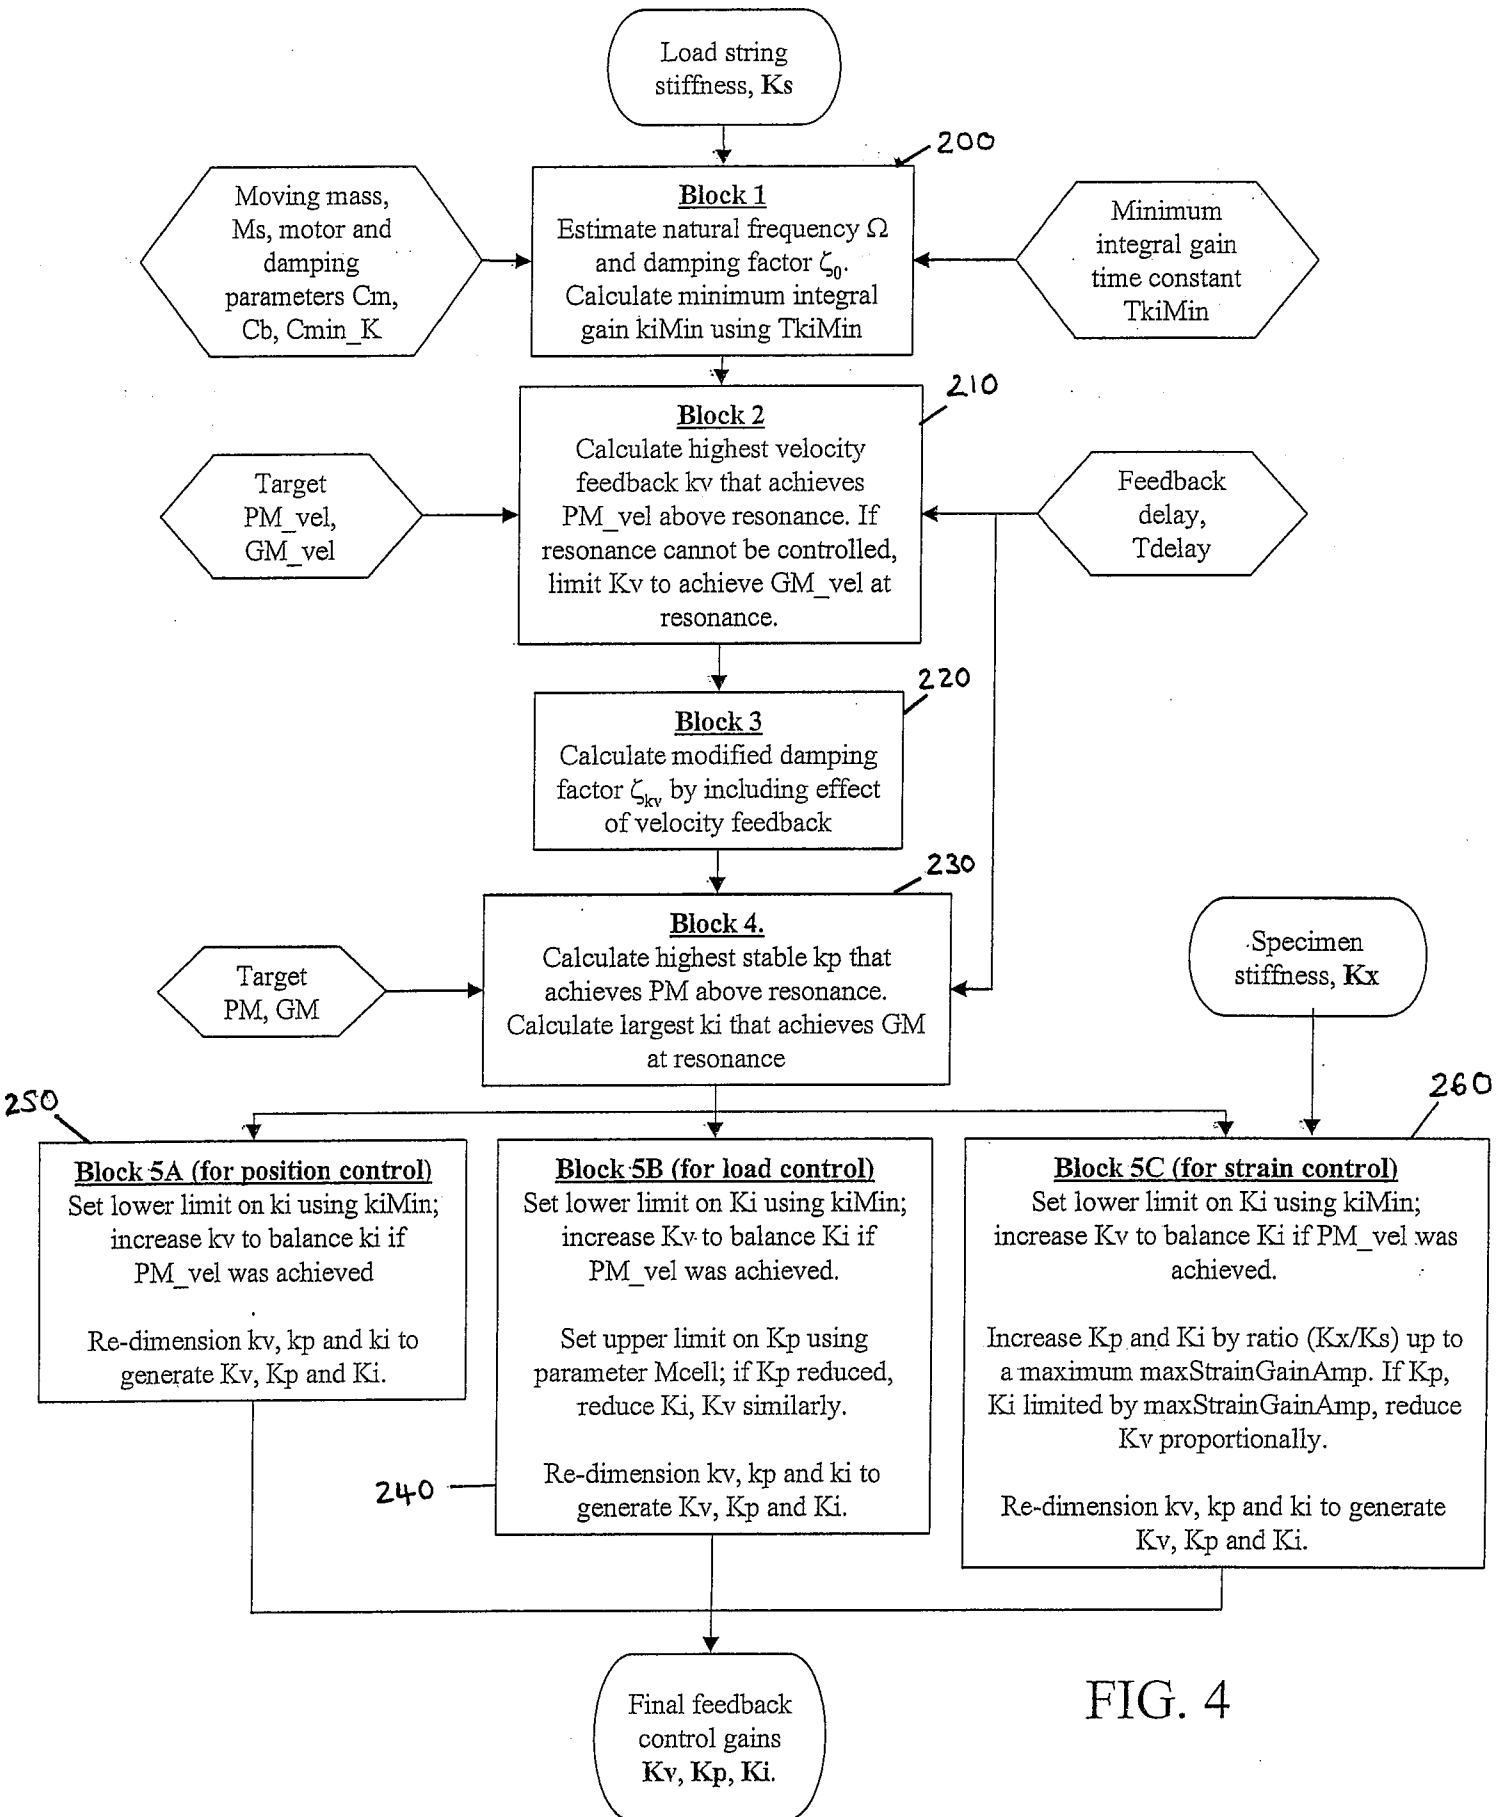 Load string
stiffness, Ks
200
Moving mass,
Ms, motor and
damping
parameters Cm,
Cb, Cmin_K
Block 1
Estimate natural frequency Ω
and damping factor ζ0.
Calculate minimum integral
gain kiMin using TkiMin
Minimum
integral gain
time constant
TkiMin
210
Target
PM_vel,
GM_vel
Block 2
Calculate highest velocity
feedback kv that achieves
PM_vel above resonance. If
resonance cannot be controlled,
limit Kv to achieve GM_vel at
resonance.
Feedback
delay,
Tdelay
220
Block 3
Calculate modified damping
factor ζkv by including effect
of velocity feedback
230
Target
PM, GM
Block 4.
Calculate highest stable kp that
achieves PM above resonance.
Calculate largest ki that achieves GM
at resonance
Specimen
stiffness, Kx
250
Block 5A (for position control)
Set lower limit on ki using kiMin;
increase kv to balance ki if
PM_vel was achieved
Re-dimension kv, kp and ki to
generate Kv, Kp and Ki.
Block 5B (for load control)
Set lower limit on Ki using kiMin;
increase Kv to balance Ki if
PM_vel was achieved.
Set upper limit on Kp using
parameter Mcell; if Kp reduced,
reduce Ki, Kv similarly.
Re-dimension kv, kp and ki to
generate Kv, Kp and Ki.
240
260
Block 5C (for strain control)
Set lower limit on Ki using kiMin;
increase Kv to balance Ki if PM_vel was
achieved.
Increase Kp and Ki by ratio (Kx/Ks) up to
a maximum maxStrainGainAmp. If Kp,
Ki limited by maxStrainGainAmp, reduce
Kv proportionally.
Re-dimension kv, kp and ki to generate
Kv, Kp and Ki.
Final feedback
control gains
Kv, Kp, Ki.
FIG. 4